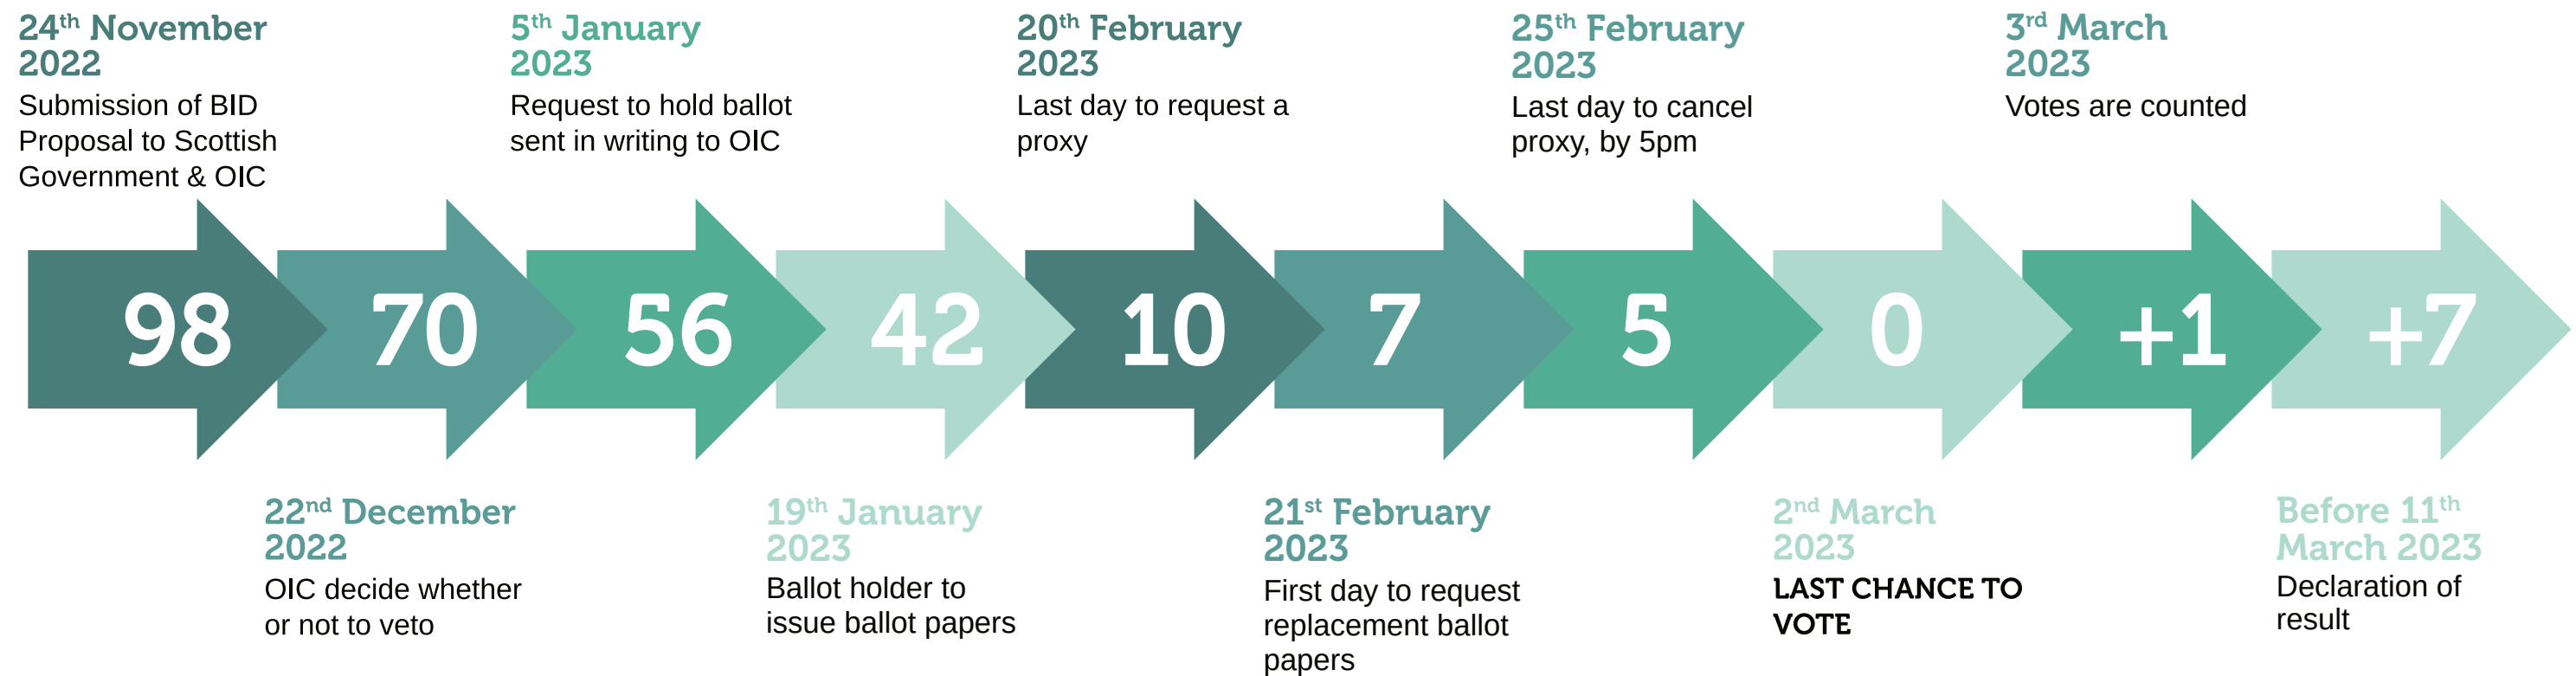 24th November
2022
Submission of BID
Proposal to Scottish
Government & OIC
5th January
2023
Request to hold ballot
sent in writing to OIC
20th February
2023
Last day to request a
proxy
25th February
2023
Last day to cancel
proxy, by 5pm
3rd March
2023
Votes are counted
98
70
56
42
10
7
5
0
+1
+7
22nd December
2022
OIC decide whether
or not to veto
19th January
2023
Ballot holder to
issue ballot papers
21st February
2023
First day to request
replacement ballot
papers
2nd March
2023
LAST CHANCE TO
VOTE
Before 11th
March 2023
Declaration of
result